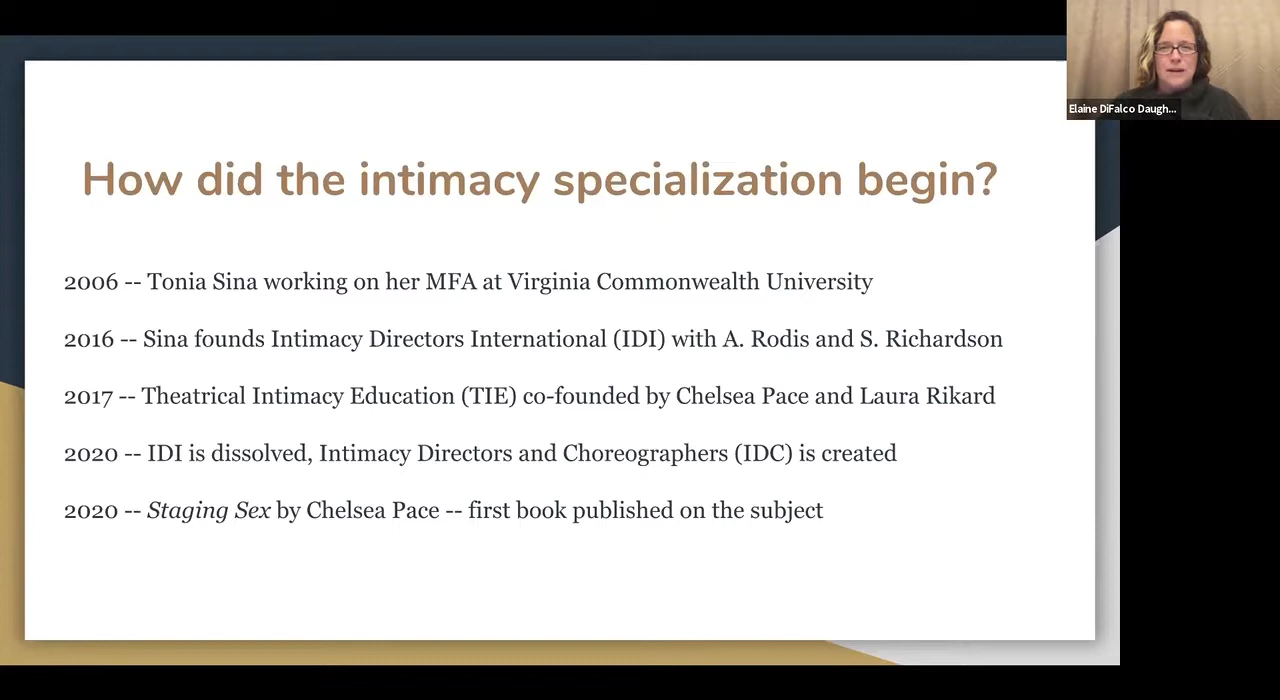 Elaine DiFalco Daugh...
How did the intimacy specialization begin?
2006 -- Tonia Sina working on her MFA at Virginia Commonwealth University
2016 -- Sina founds Intimacy Directors International (IDI) with A. Rodis and S. Richardson
2017 -- Theatrical Intimacy Education (TIE) co-founded by Chelsea Pace and Laura Rikard
2020 -- IDI is dissolved, Intimacy Directors and Choreographers (IDC) is created
2020 -- Staging Sex by Chelsea Pace -- first book published on the subject